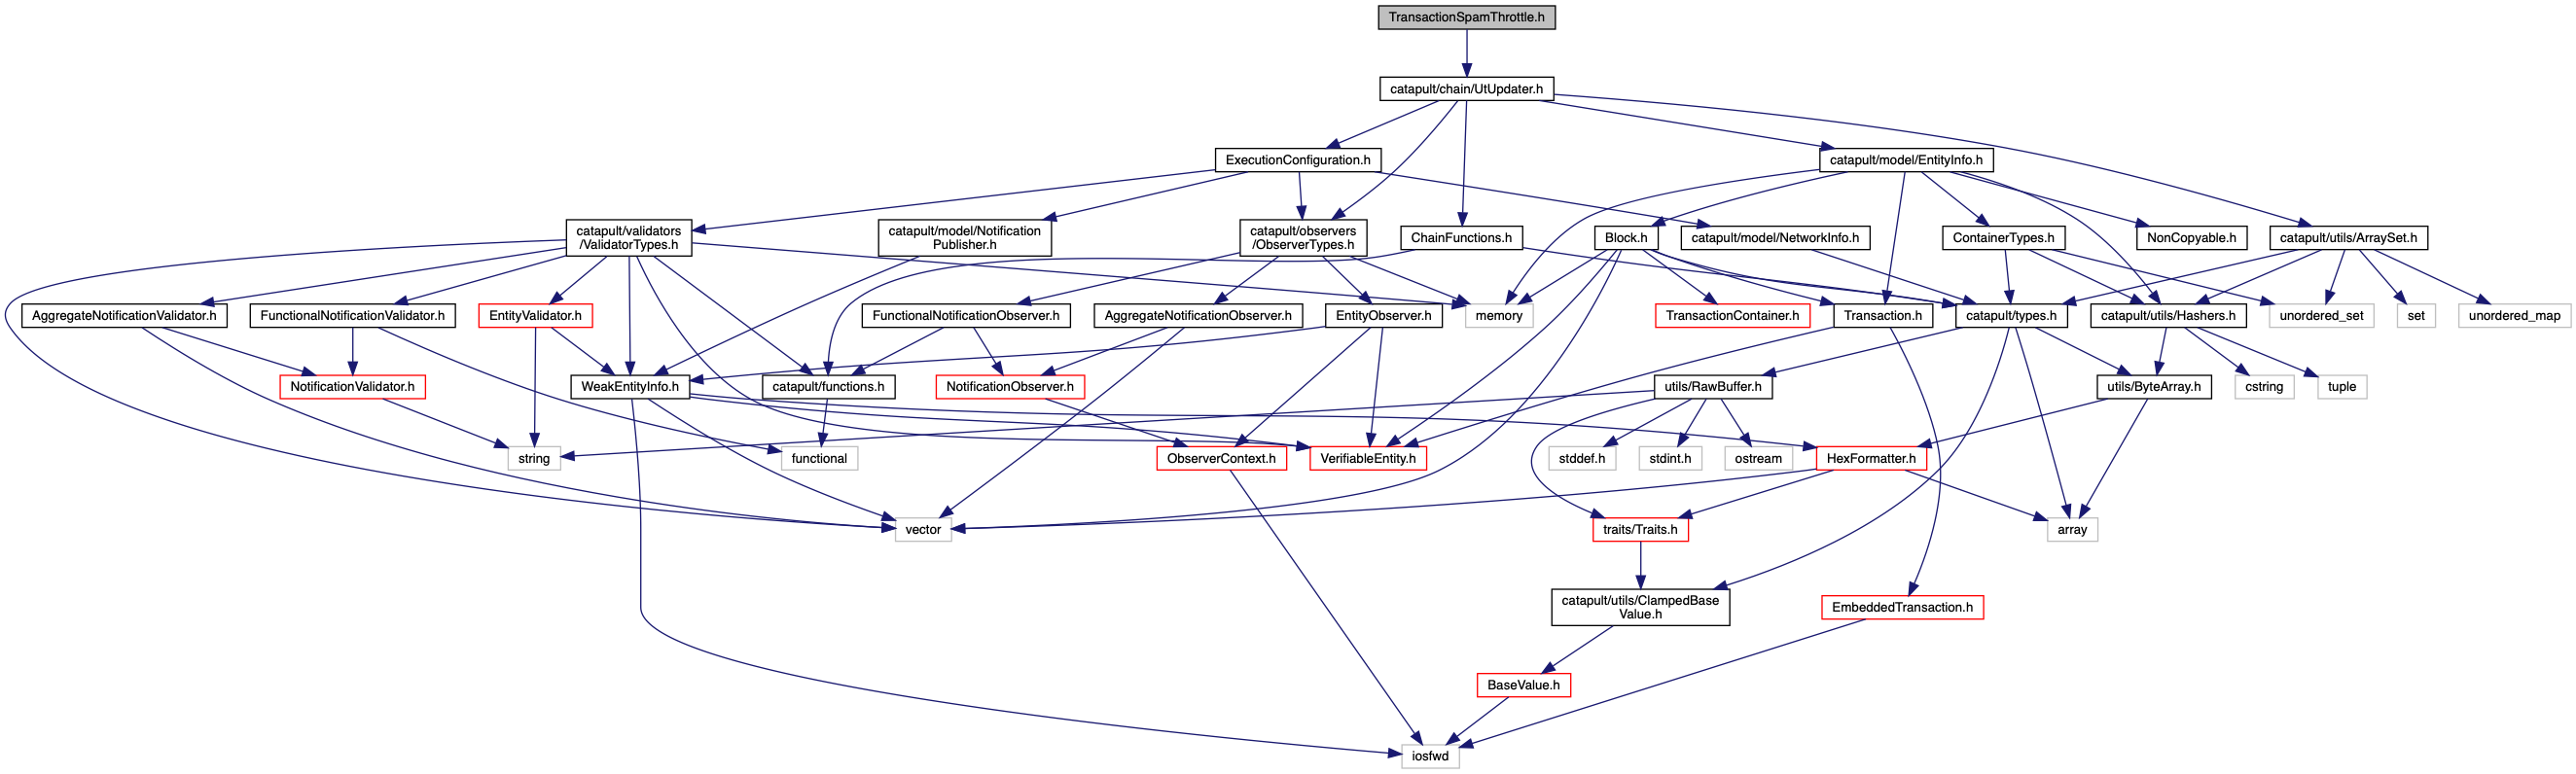 TransactionSpamThrottle.h
catapult/chain/UtUpdater.h
ExecutionConfiguration.h
catapult/model/EntityInfo.h
catapult/validators
/ValidatorTypes.h
catapult/model/Notification
Publisher.h
catapult/observers
/ObserverTypes.h
ChainFunctions.h
Block.h
catapult/model/NetworkInfo.h
ContainerTypes.h
NonCopyable.h
catapult/utils/ArraySet.h
AggregateNotificationValidator.h
FunctionalNotificationValidator.h
EntityValidator.h
FunctionalNotificationObserver.h
AggregateNotificationObserver.h
EntityObserver.h
memory
TransactionContainer.h
Transaction.h
catapult/types.h
catapult/utils/Hashers.h
unordered_set
set
unordered_map
NotificationValidator.h
WeakEntityInfo.h
catapult/functions.h
NotificationObserver.h
utils/RawBuffer.h
utils/ByteArray.h
cstring
tuple
string
functional
ObserverContext.h
VerifiableEntity.h
stddef.h
stdint.h
ostream
HexFormatter.h
vector
traits/Traits.h
array
catapult/utils/ClampedBase
Value.h
EmbeddedTransaction.h
BaseValue.h
iosfwd